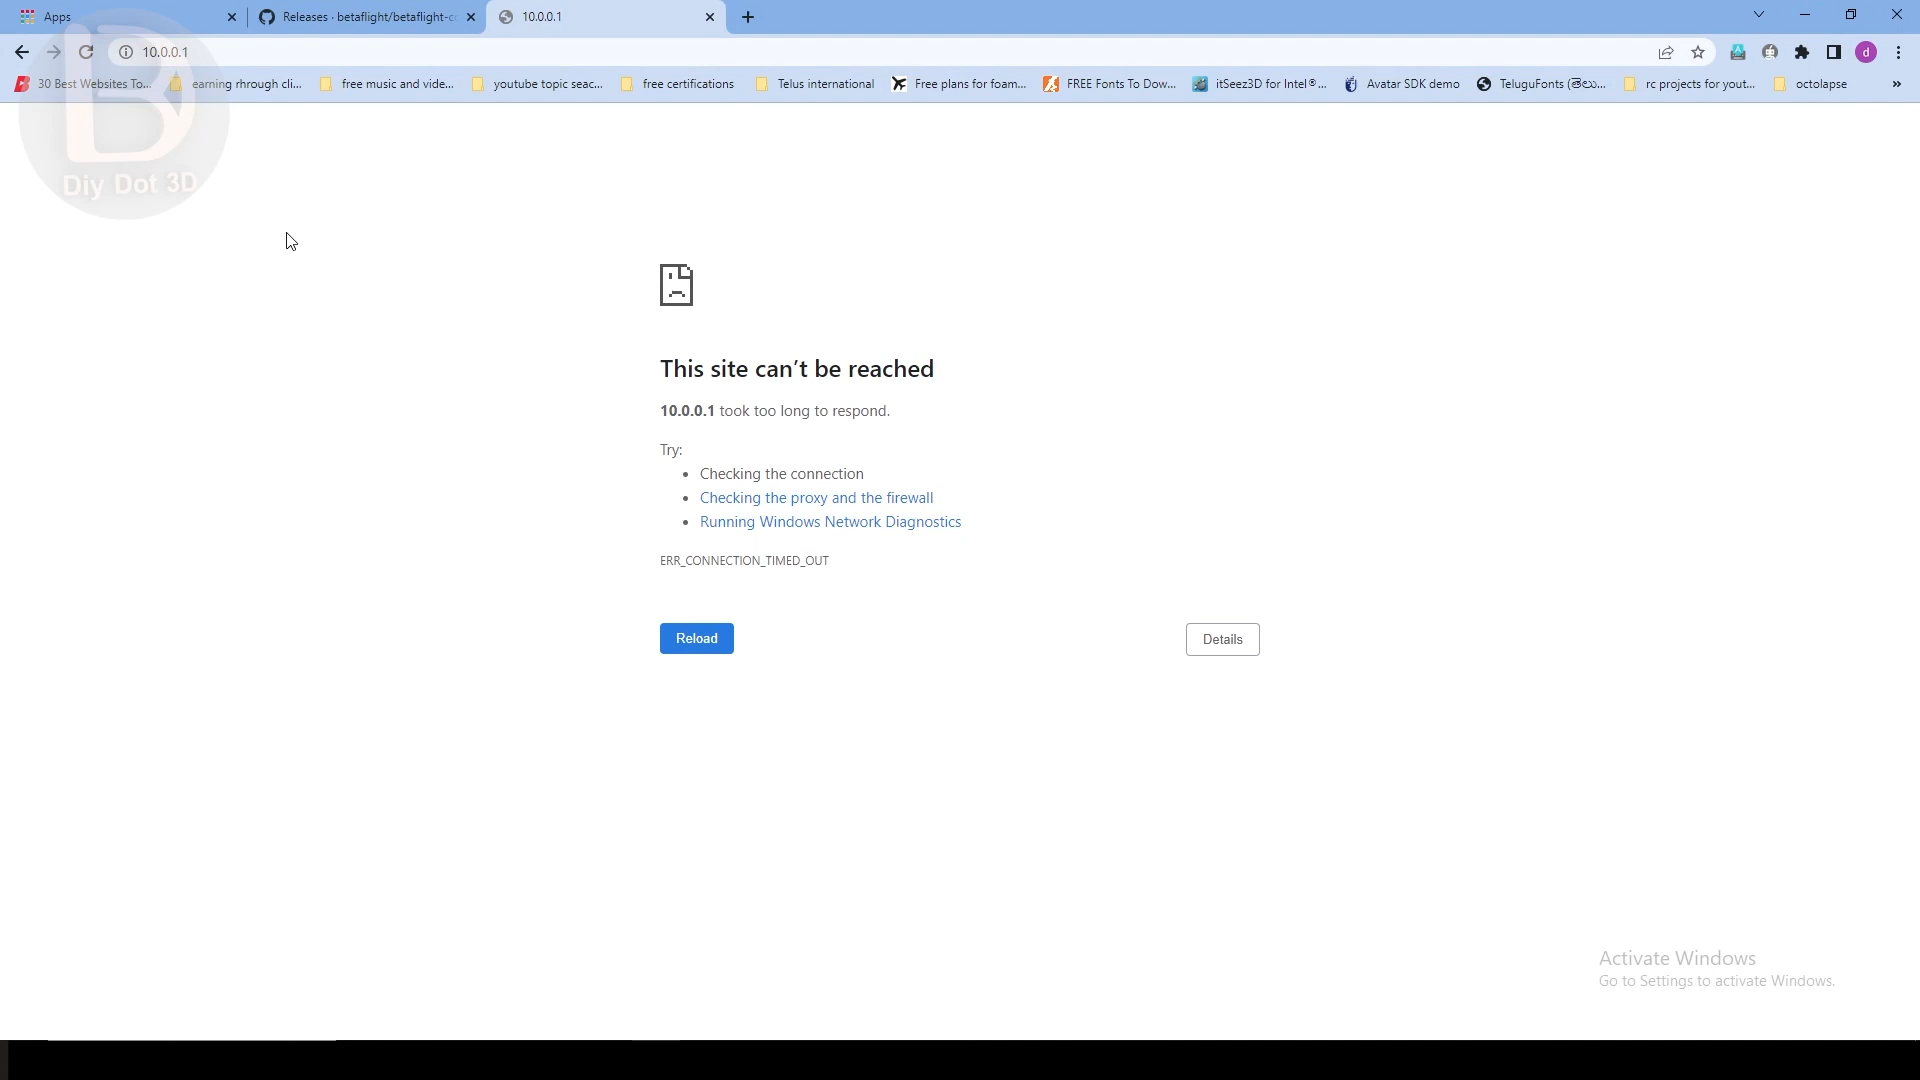 Apps
Releases · betaflight/betaflight-c
10.0.0.1
10.0.0.1
30 Best Websites To...
earning rhrough cli...
free music and vide...
youtube topic seac...
free certifications
Telus international
Free plans for foam...
FREE Fonts To Dow...
itSeez3D for Intel®...
Avatar SDK demo
TeluguFonts (తెలు...
rc projects for yout...
octolapse
»
d
Diy Dot 3D
This site can't be reached
10.0.0.1 took too long to respond.
Try:
• Checking the connection
• Checking the proxy and the firewall
• Running Windows Network Diagnostics
ERR_CONNECTION_TIMED_OUT
Reload
Details
Activate Windows
Go to Settings to activate Windows.